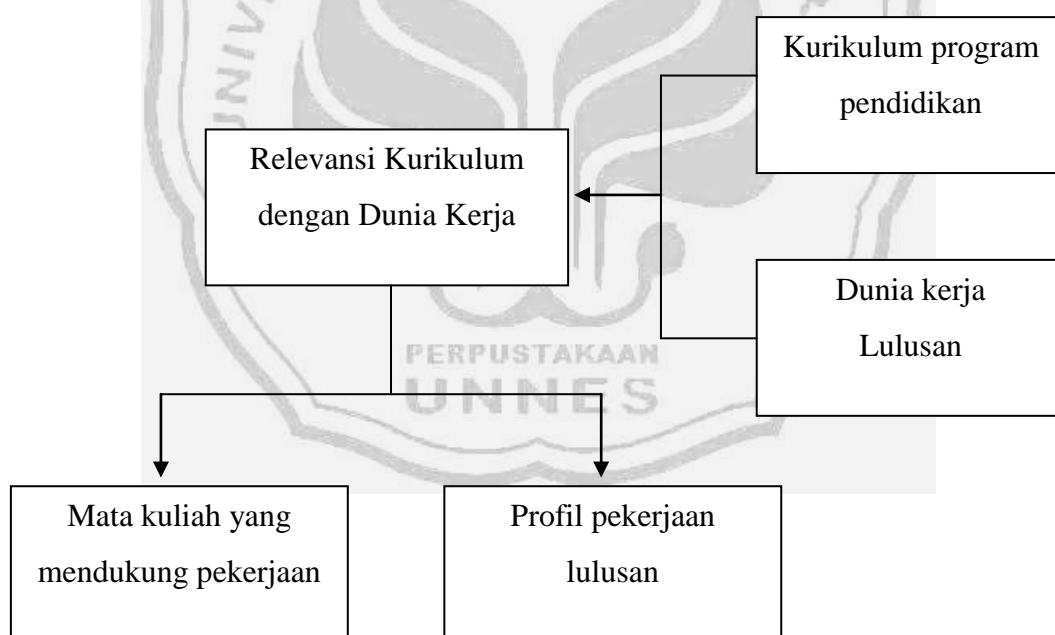 UNIVE
Kurikulum program
pendidikan
Relevansi Kurikulum
dengan Dunia Kerja
Dunia kerja
Lulusan
PERPUSTAKAAN
UNNES
Mata kuliah yang
mendukung pekerjaan
Profil pekerjaan
lulusan